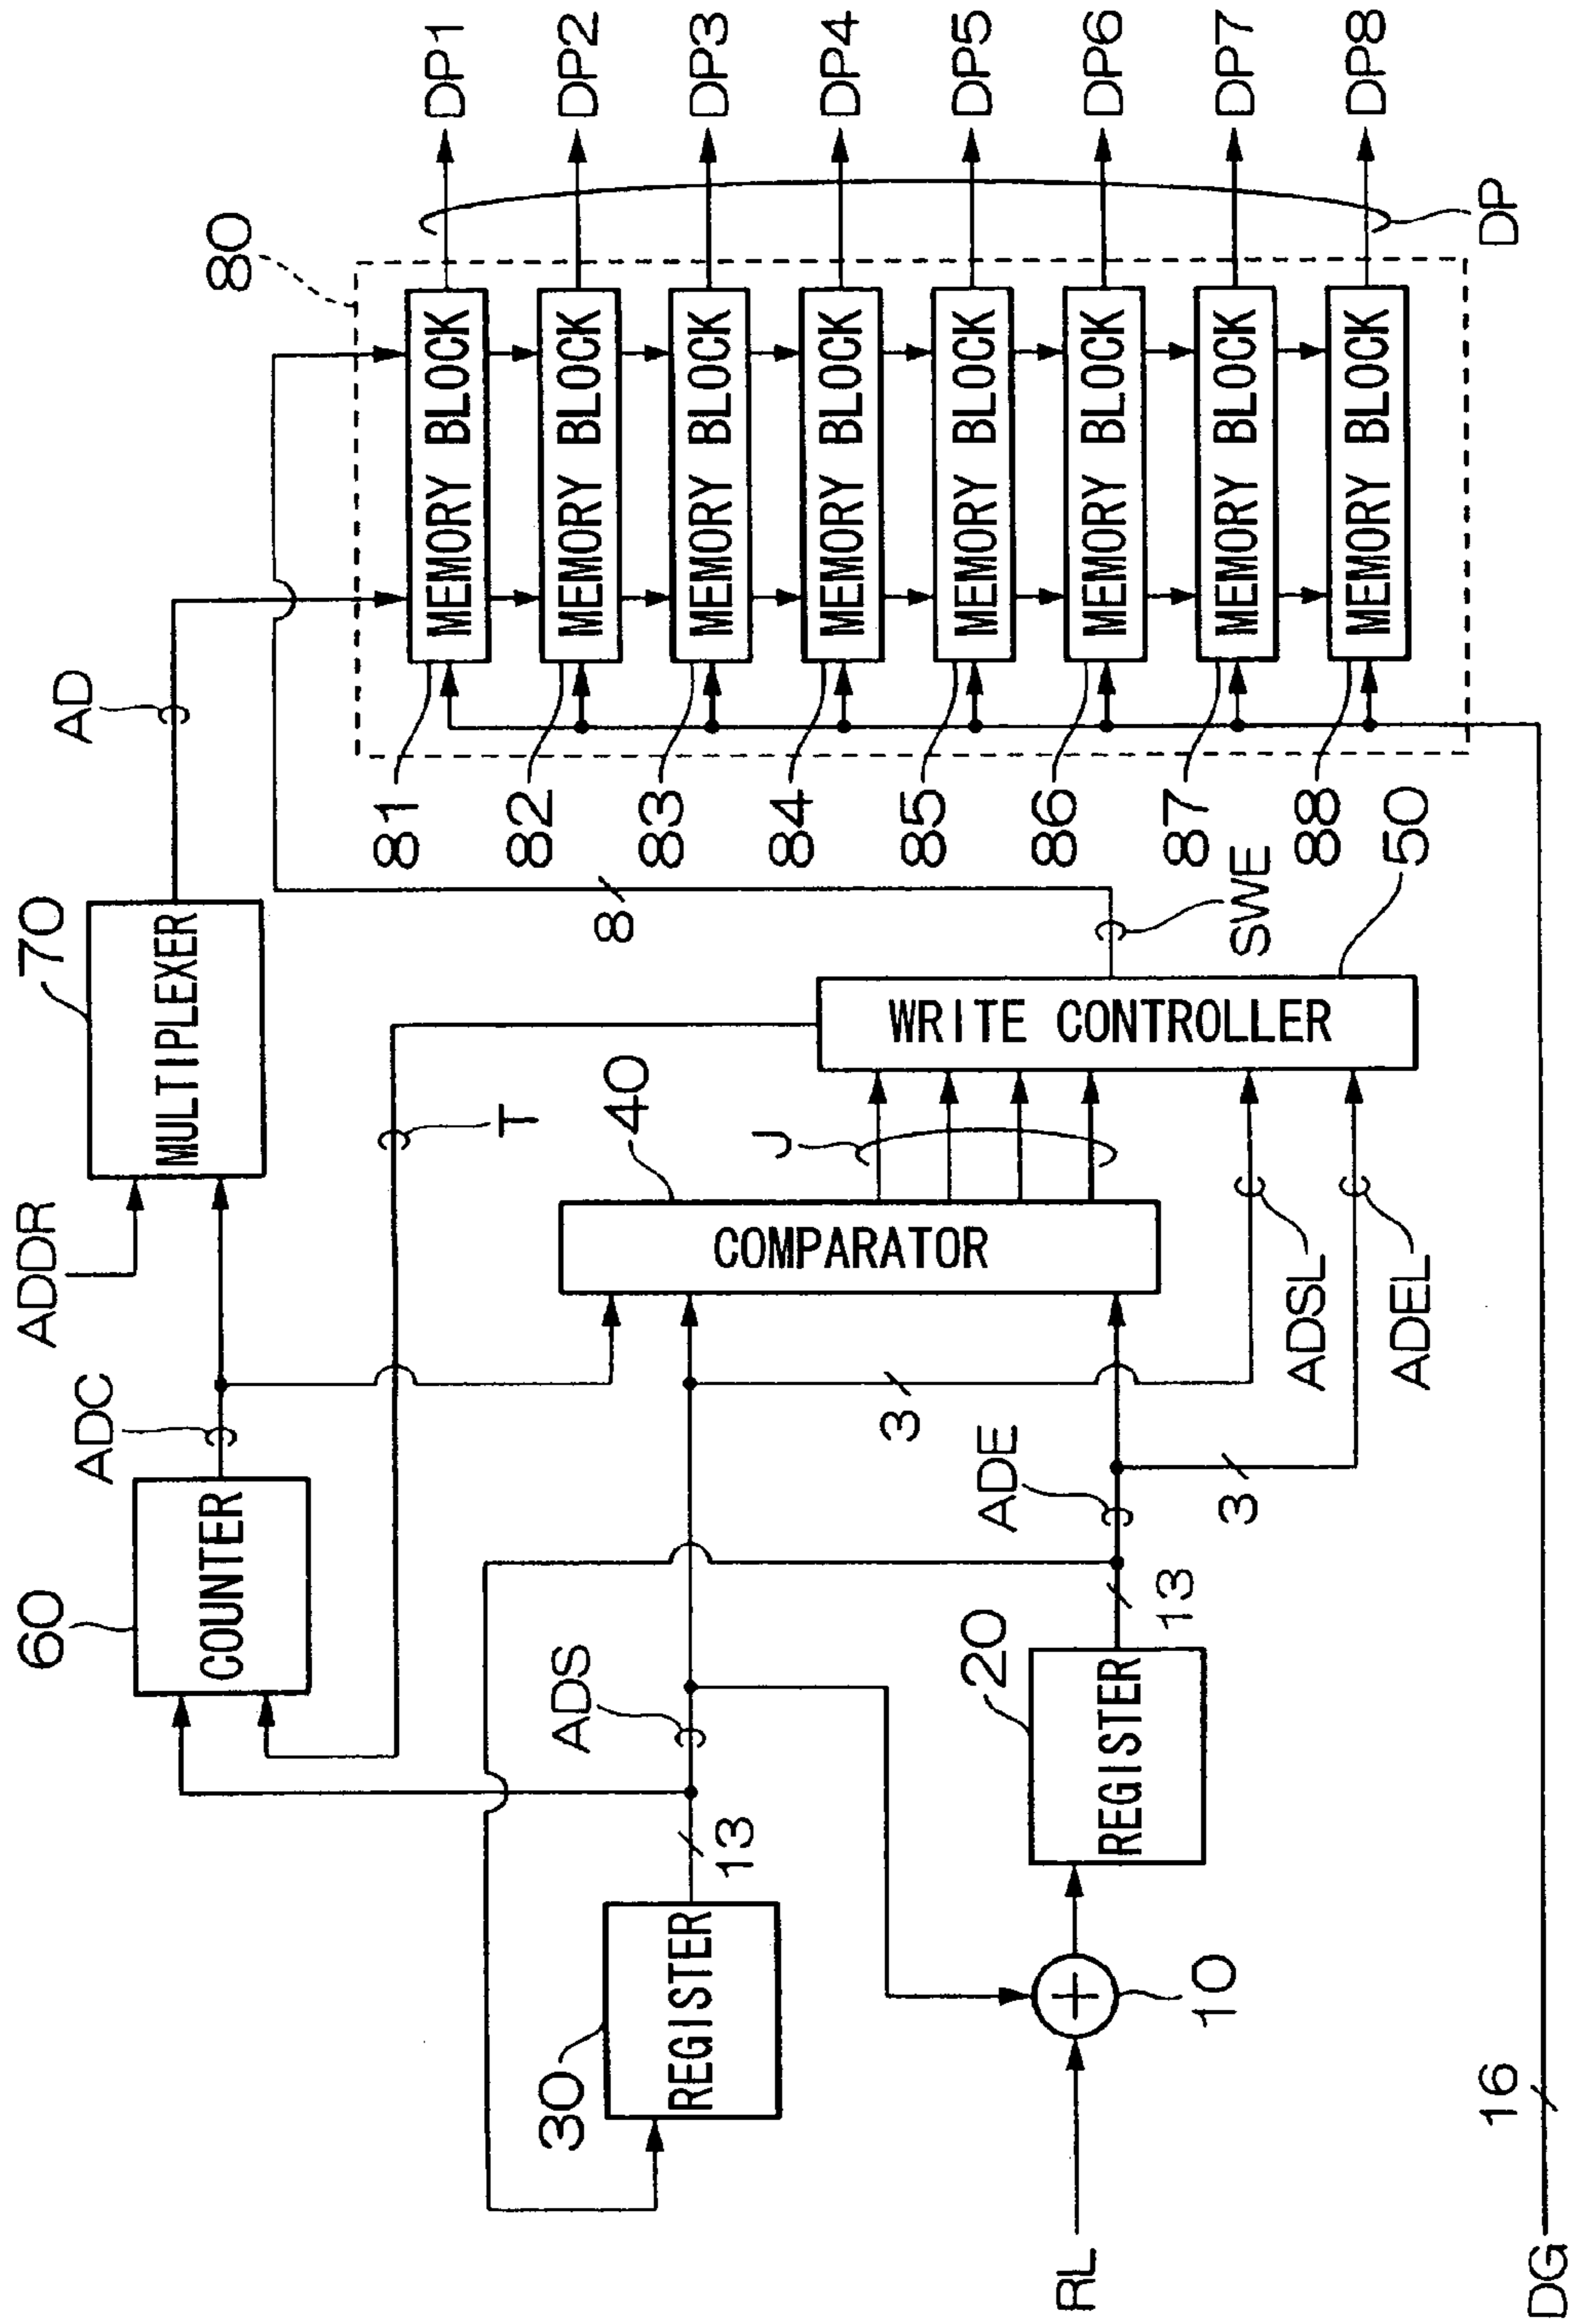 RL
DG
16
10
30
REGISTER
13
ADS
20
REGISTER
13
ADE
3
3
60
COUNTER
ADC
ADDR
70
MULTIPLEXER
AD
T
40
COMPARATOR
J
ADSL
ADEL
WRITE CONTROLLER
50
SWE
8
80
81
MEMORY BLOCK
DP1
82
MEMORY BLOCK
DP2
83
MEMORY BLOCK
DP3
84
MEMORY BLOCK
DP4
85
MEMORY BLOCK
DP5
86
MEMORY BLOCK
DP6
87
MEMORY BLOCK
DP7
88
MEMORY BLOCK
DP8
DP